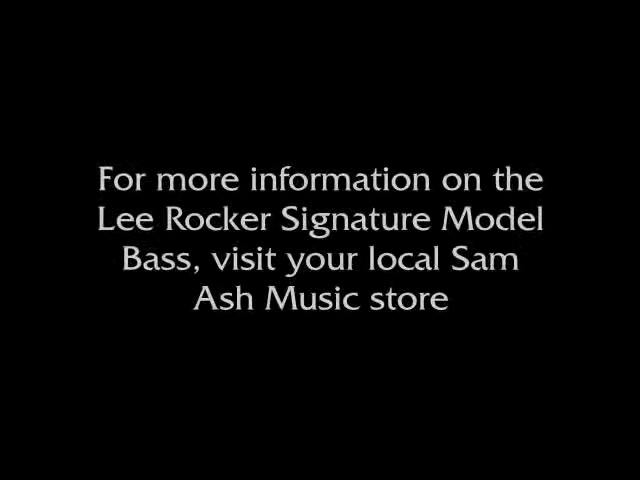 For more information on the
Lee Rocker Signature Model
Bass, visit your local Sam
Ash Music store